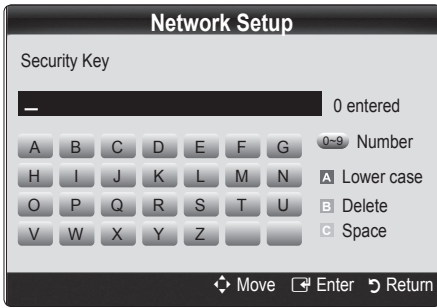 Network Setup
Security Key
_ 0 entered
A B C D E F G 0~9 Number
H I J K L M N A Lower case
O P Q R S T U B Delete
V W X Y Z C Space
Move Enter Return